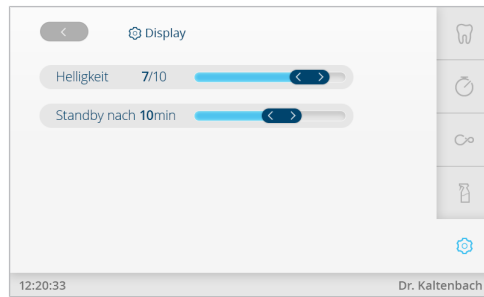 Display
Helligkeit 7/10
Standby nach 10min
12:20:33 Dr. Kaltenbach